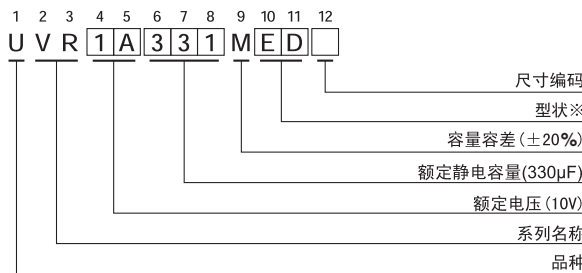 1 2 3 4 5 6 7 8 9 10 11 12
U V R 1 A 3 3 1 M E D
尺寸编码
型状※
容量容差(±20%)
额定静电容量(330μF)
额定电压(10V)
系列名称
品种